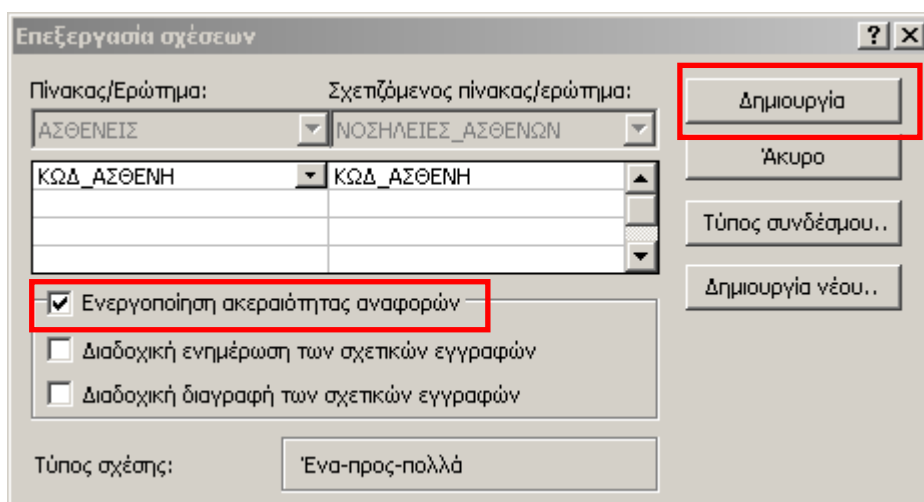 Επεξεργασία σχέσεων
Πίνακας/Ερώτημα: Σχετιζόμενος πίνακας/ερώτημα:
ΑΣΘΕΝΕΙΣ ΝΟΣΗΛΕΙΕΣ_ΑΣΘΕΝΩΝ
ΚΩΔ_ΑΣΘΕΝΗ ΚΩΔ_ΑΣΘΕΝΗ
Ενεργοποίηση ακεραιότητας αναφορών
Διαδοχική ενημέρωση των σχετικών εγγραφών
Διαδοχική διαγραφή των σχετικών εγγραφών
Τύπος σχέσης: Ένα-προς-πολλά
Δημιουργία
Άκυρο
Τύπος συνδέσμου..
Δημιουργία νέου..